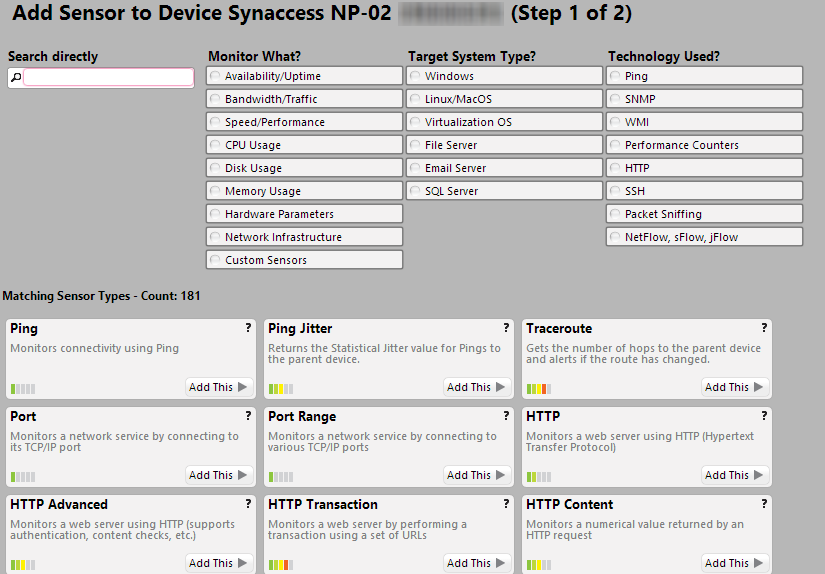 Add Sensor to Device Synaccess NP-02 (Step 1 of 2)
Search directly
Monitor What?
Availability/Uptime
Bandwidth/Traffic
Speed/Performance
CPU Usage
Disk Usage
Memory Usage
Hardware Parameters
Network Infrastructure
Custom Sensors
Target System Type?
Windows
Linux/MacOS
Virtualization OS
File Server
Email Server
SQL Server
Technology Used?
Ping
SNMP
WMI
Performance Counters
HTTP
SSH
Packet Sniffing
NetFlow, sFlow, jFlow
Matching Sensor Types - Count: 181
Ping ?
Monitors connectivity using Ping
Add This
Ping Jitter ?
Returns the Statistical Jitter value for Pings to
the parent device.
Add This
Traceroute ?
Gets the number of hops to the parent device
and alerts if the route has changed.
Add This
Port ?
Monitors a network service by connecting to
its TCP/IP port
Add This
Port Range ?
Monitors a network service by connecting to
various TCP/IP ports
Add This
HTTP ?
Monitors a web server using HTTP (Hypertext
Transfer Protocol)
Add This
HTTP Advanced ?
Monitors a web server using HTTP (supports
authentication, content checks, etc.)
Add This
HTTP Transaction ?
Monitors a web server by performing a
transaction using a set of URLs
Add This
HTTP Content ?
Monitors a numerical value returned by an
HTTP request
Add This